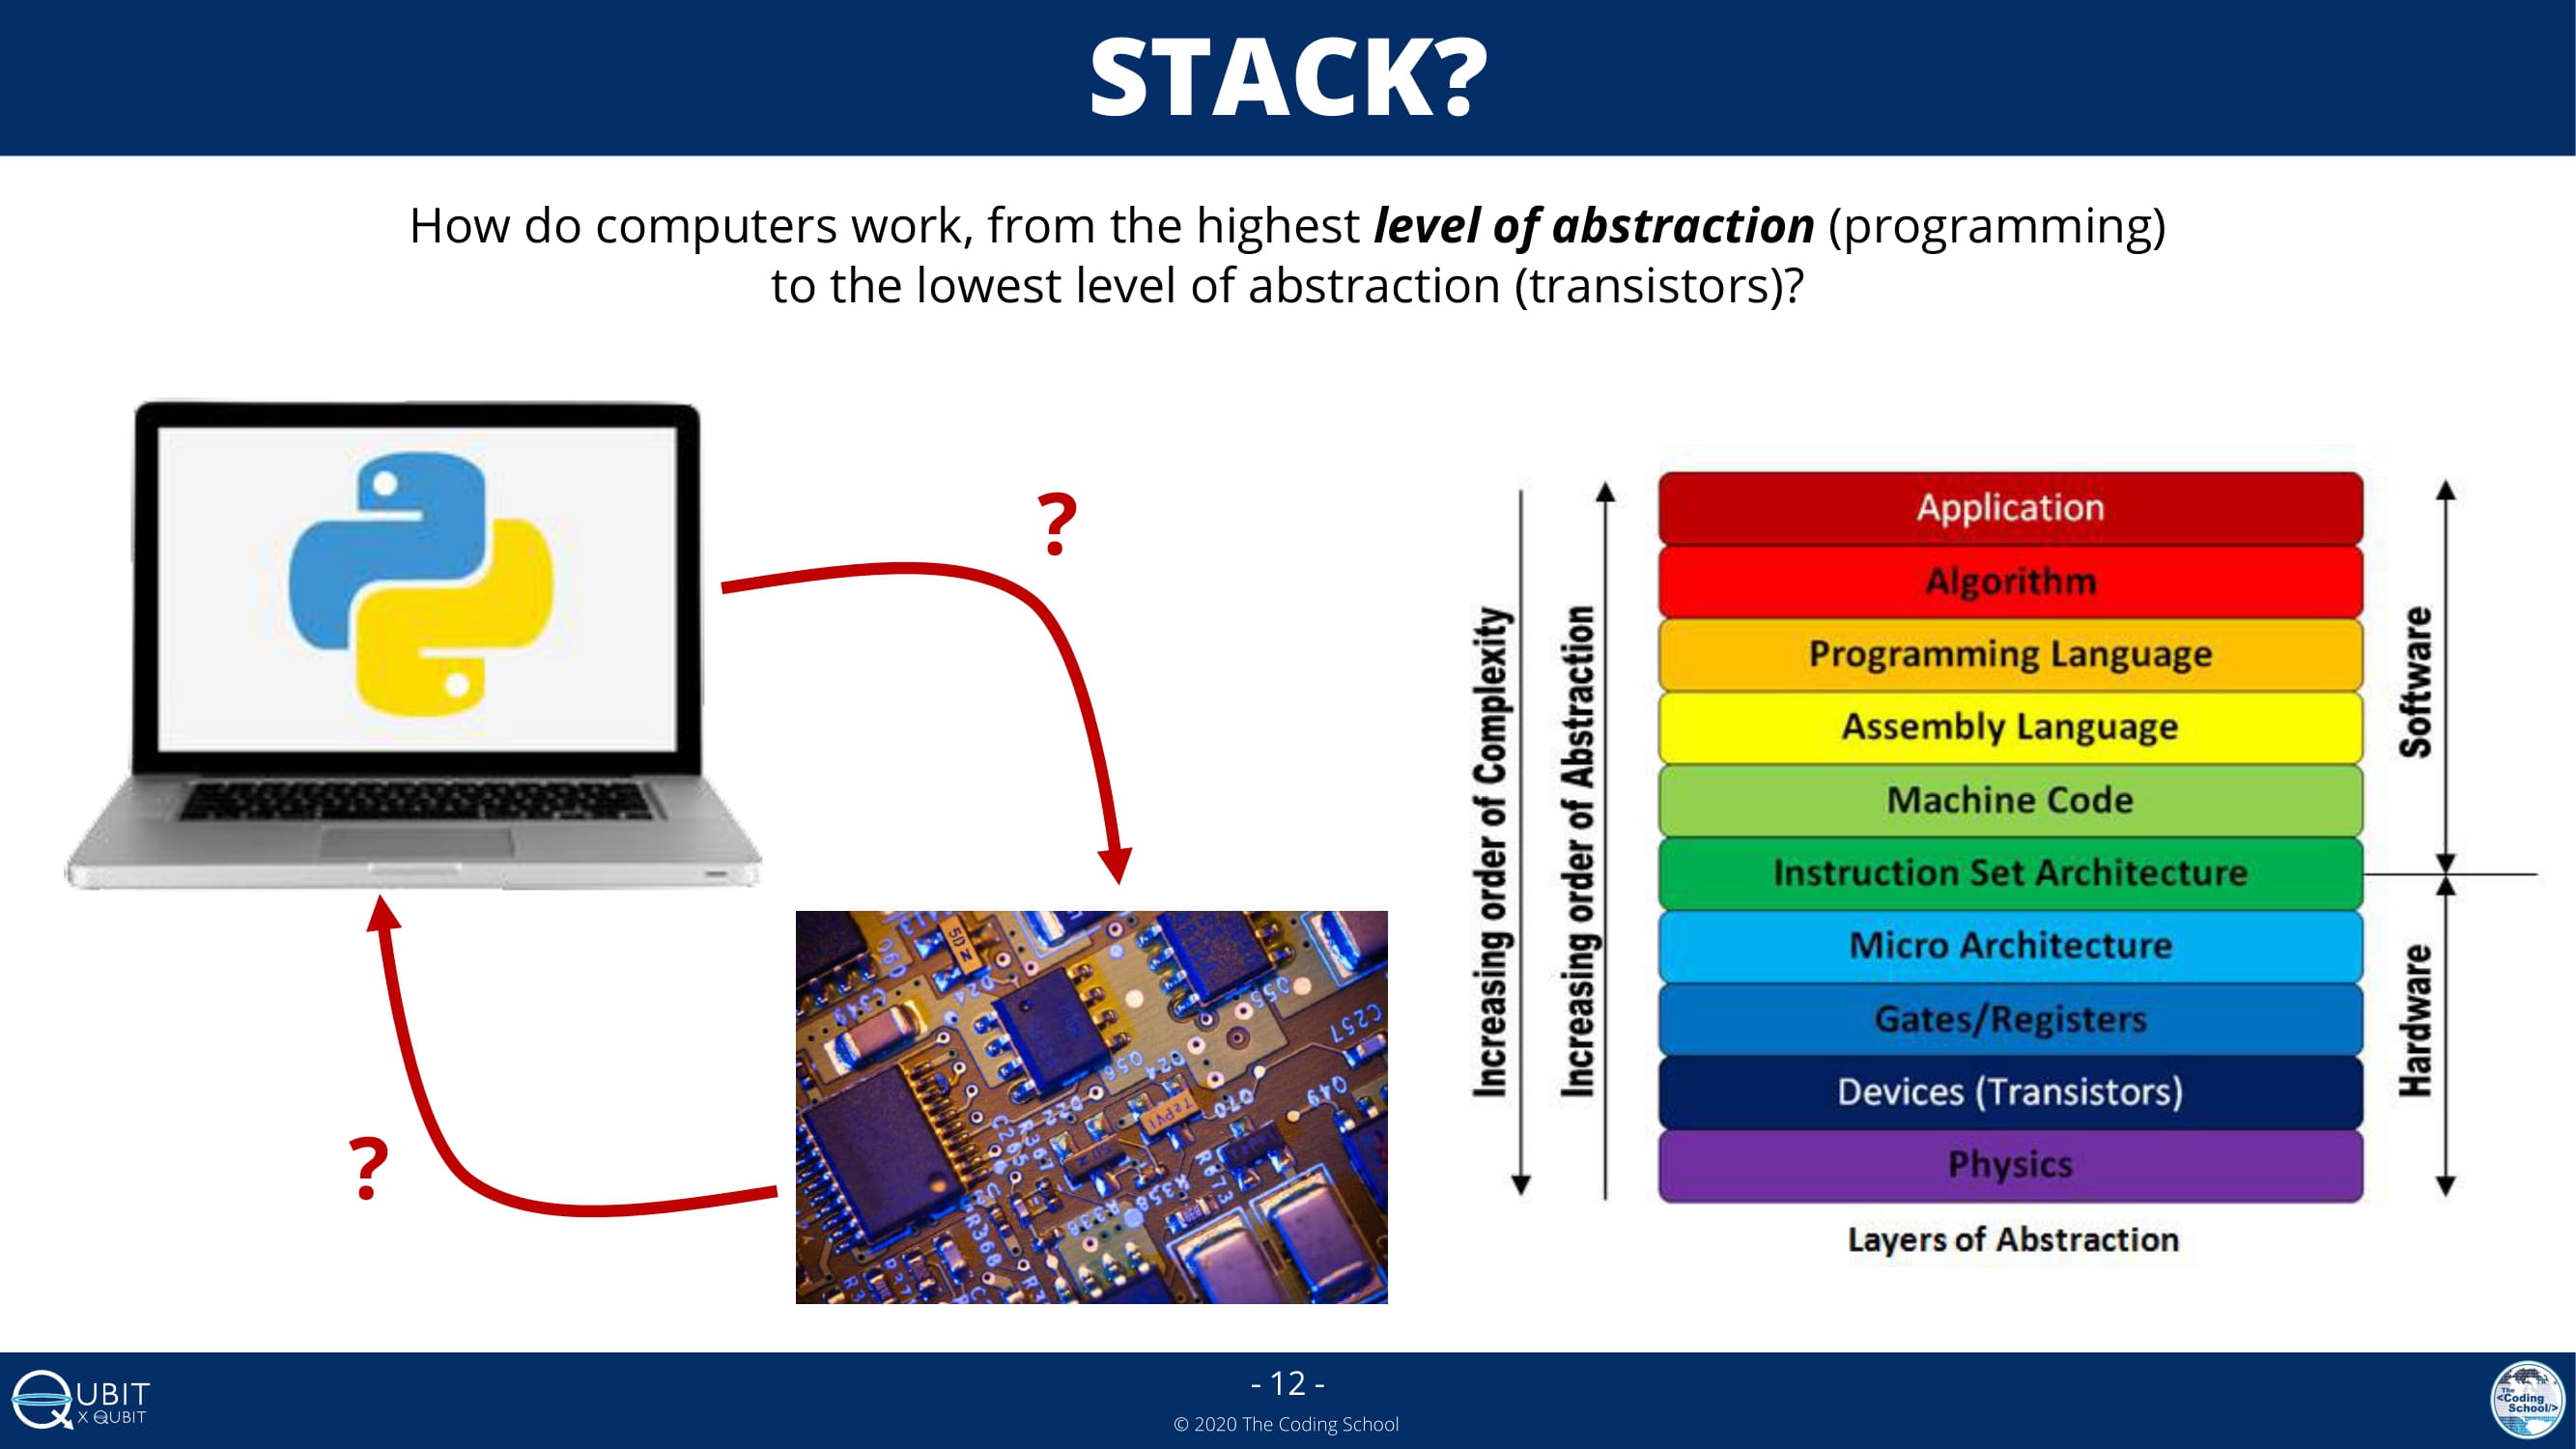 STACK?
How do computers work, from the highest level of abstraction (programming)
to the lowest level of abstraction (transistors)?
?
?
Increasing order of Complexity
Increasing order of Abstraction
Application
Algorithm
Programming Language
Assembly Language
Machine Code
Instruction Set Architecture
Micro Architecture
Gates/Registers
Devices (Transistors)
Physics
Software
Hardware
Layers of Abstraction
C257
QUBIT
X QUBIT
- 12 -
© 2020 The Coding School
The
<Coding
School/>